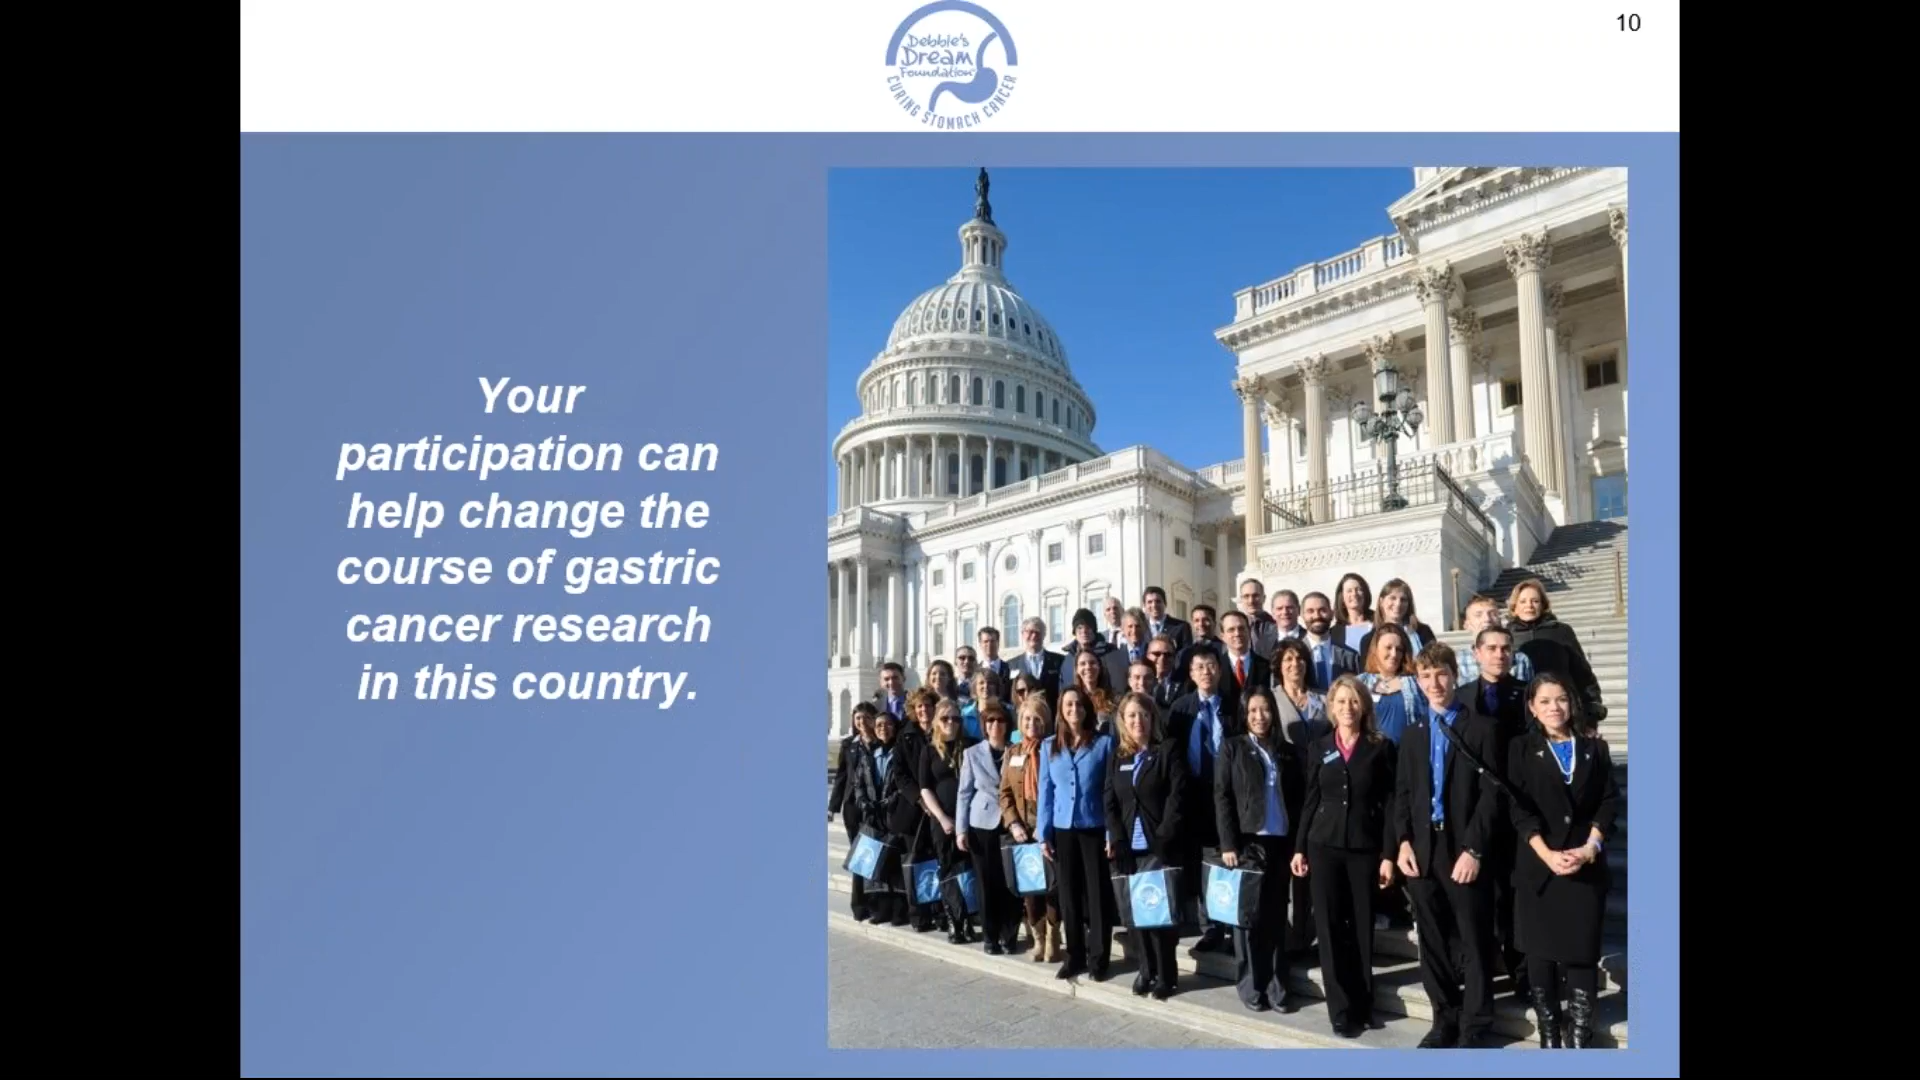 10
Debbie's
Dream
Foundation
CURING STOMACH CANCER
Your
participation can
help change the
course of gastric
cancer research
in this country.